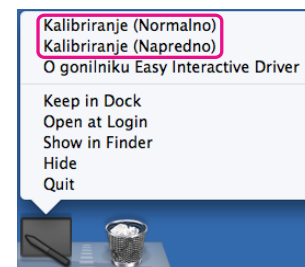 Kalibriranje (Normalno)
Kalibriranje (Napredno)
O gonilniku Easy Interactive Driver
Keep in Dock
Open at Login
Show in Finder
Hide
Quit